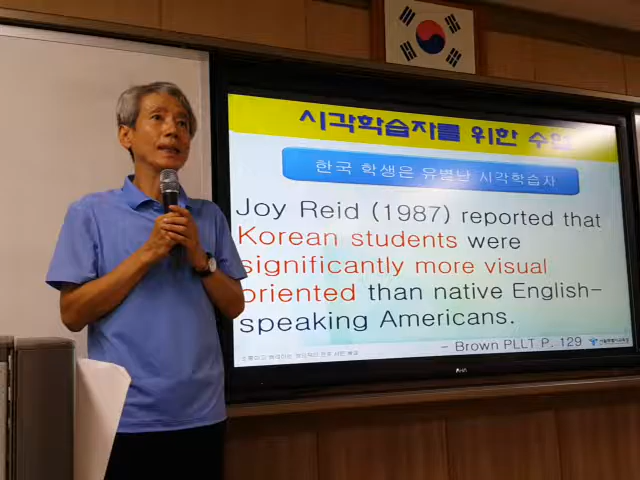 시각학습자를 위한
한국 학생은 유별난 시각학습자
Joy Reid (1987) reported that
Korean students were
significantly more visual
oriented than native English-
speaking Americans.
- Brown PLLT P. 129